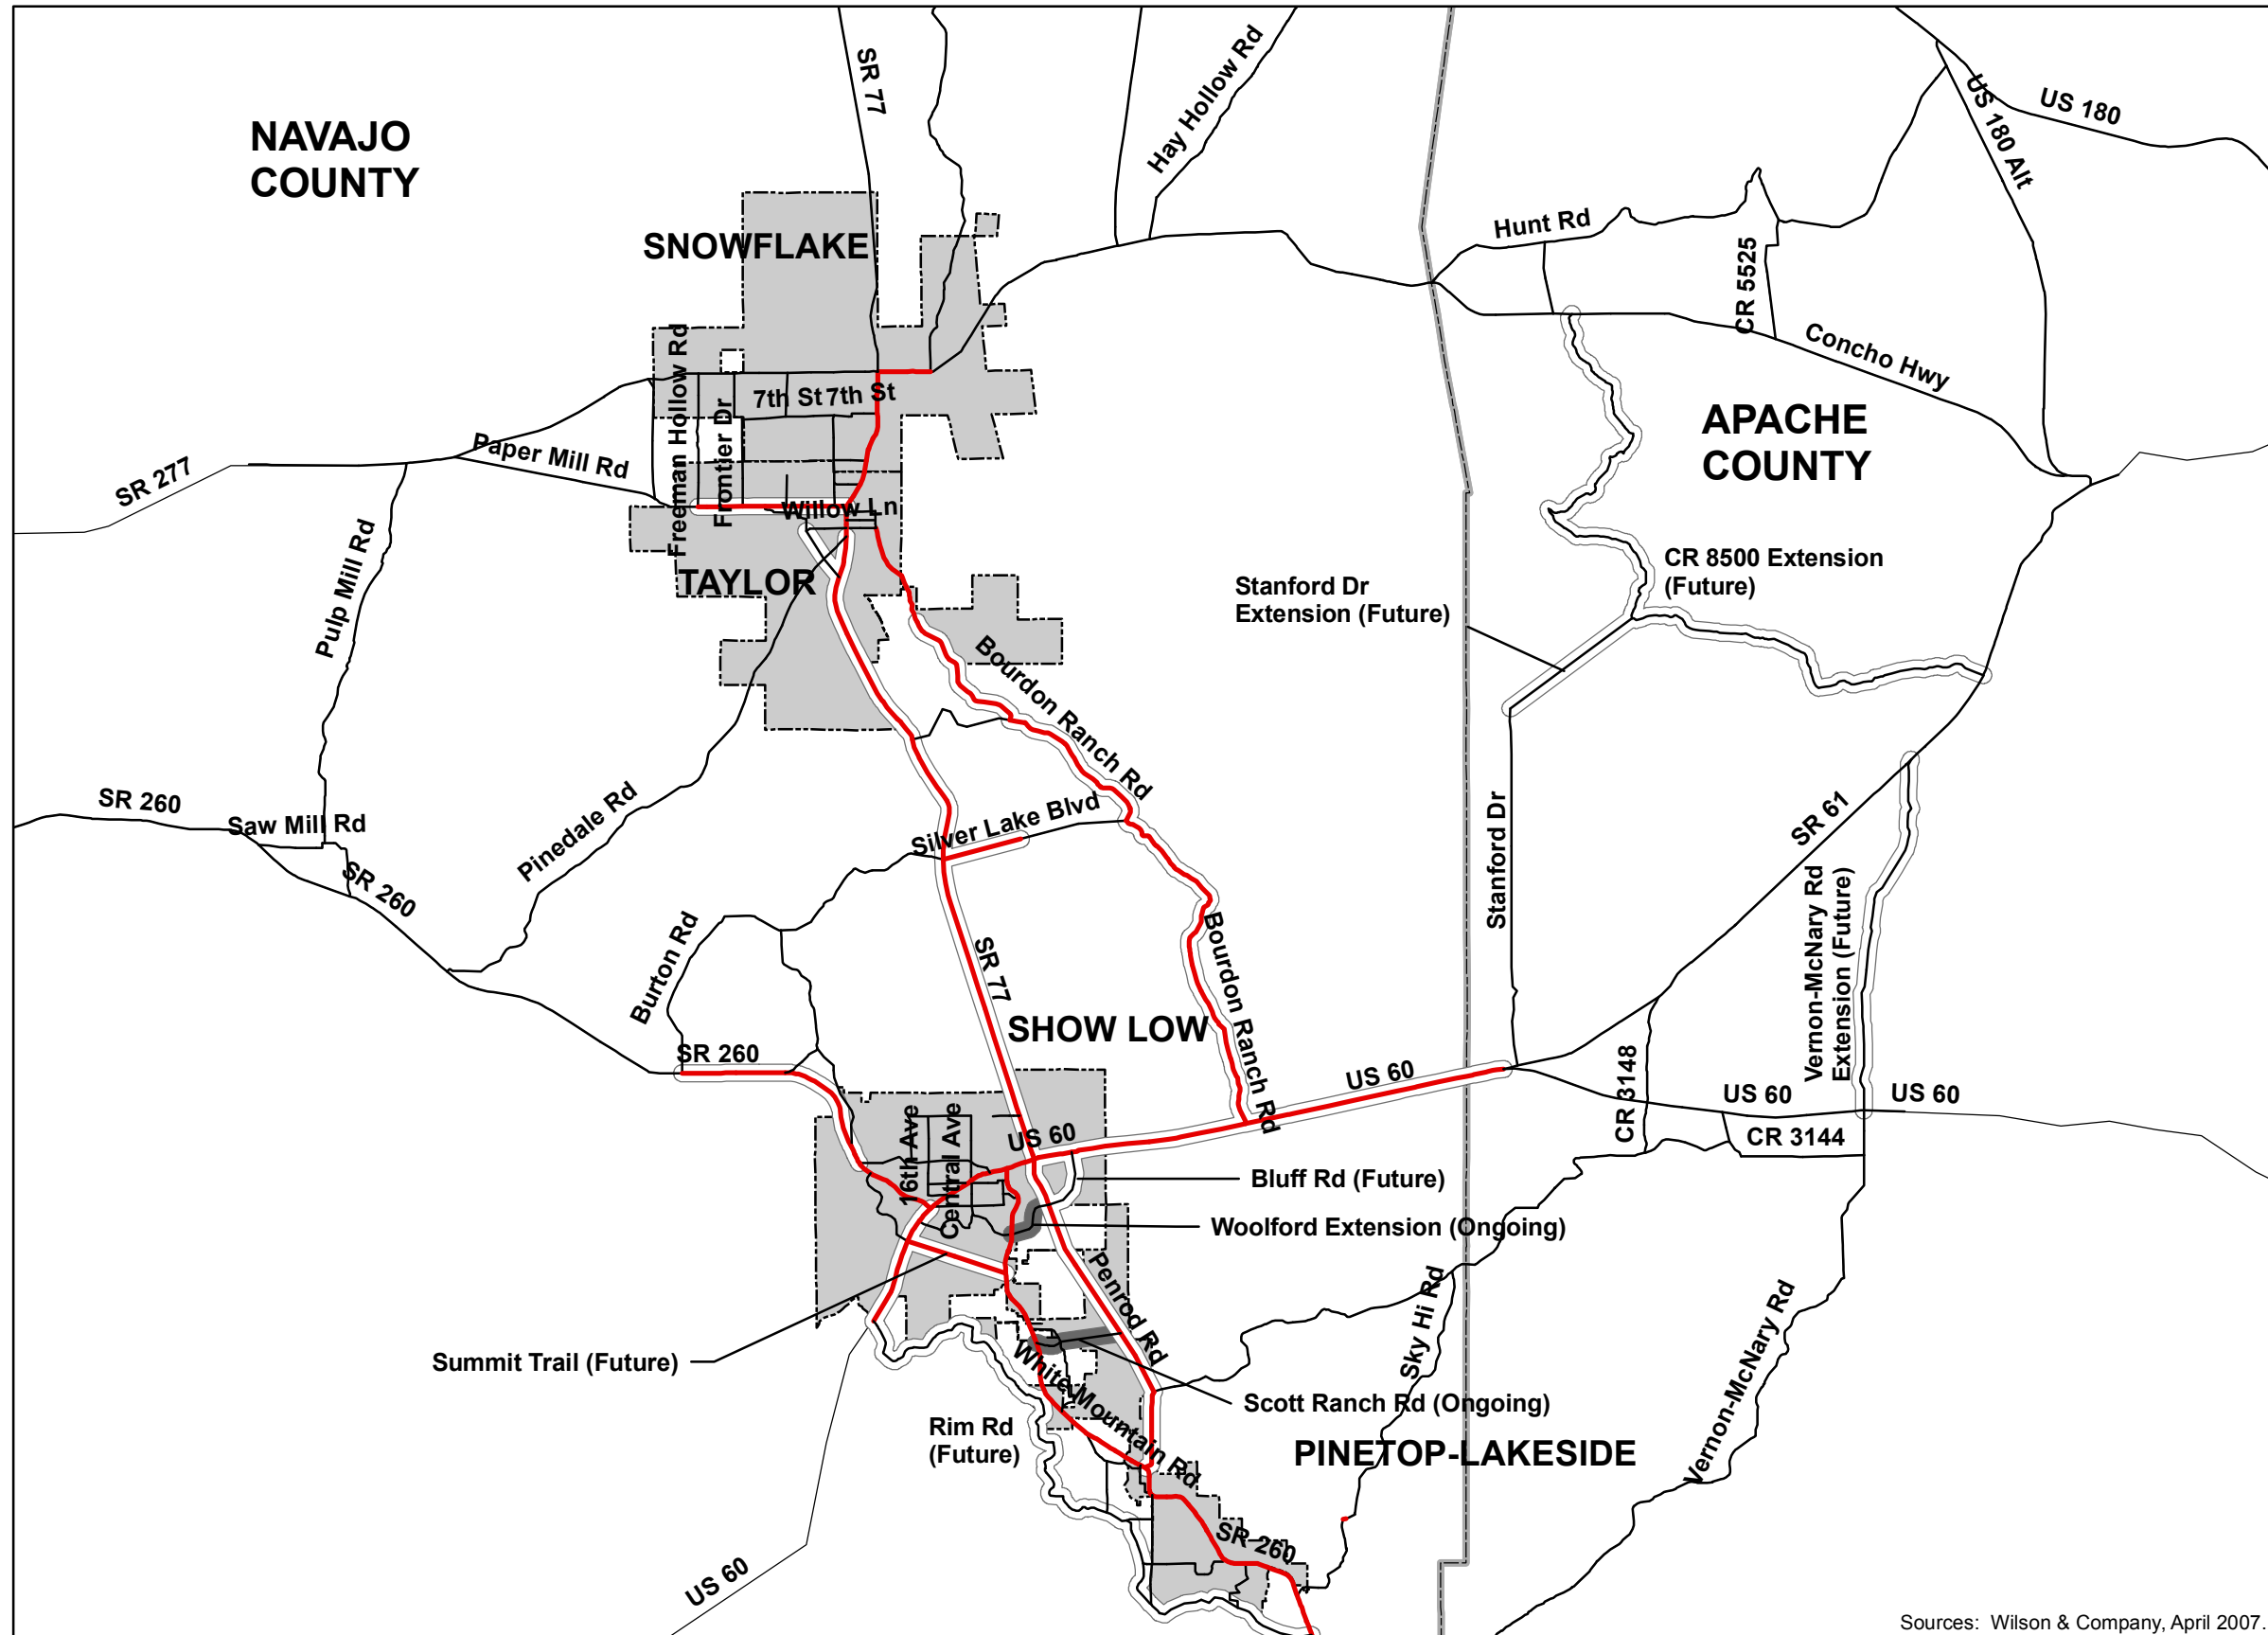 SR 77
Hay Hollow Rd
US 180
US 180 Alt
NAVAJO
COUNTY
SNOWFLAKE
Hunt Rd
CR 5525
Concho Hwy
Freeman Hollow Rd
7th St
7th St
APACHE
COUNTY
Paper Mill Rd
Frontier Dr
SR 277
Willow Ln
Pulp Mill Rd
TAYLOR
CR 8500 Extension
(Future)
Stanford Dr
Extension (Future)
Bourdon Ranch Rd
SR 260
Saw Mill Rd
Pinedale Rd
Silver Lake Blvd
Stanford Dr
SR 61
SR 260
Vernon-McNary Rd
Extension (Future)
Burton Rd
SR 77
Bourdon Ranch Rd
SHOW LOW
SR 260
US 60
CR 3148
US 60
US 60
16th Ave
Central Ave
US 60
CR 3144
Bluff Rd (Future)
Woolford Extension (Ongoing)
Penrod Rd
Sky Hi Rd
Vernon-McNary Rd
Summit Trail (Future)
White Mountain Rd
Scott Ranch Rd (Ongoing)
Rim Rd
(Future)
PINETOP-LAKESIDE
SR 260
US 60
Sources: Wilson & Company, April 2007.